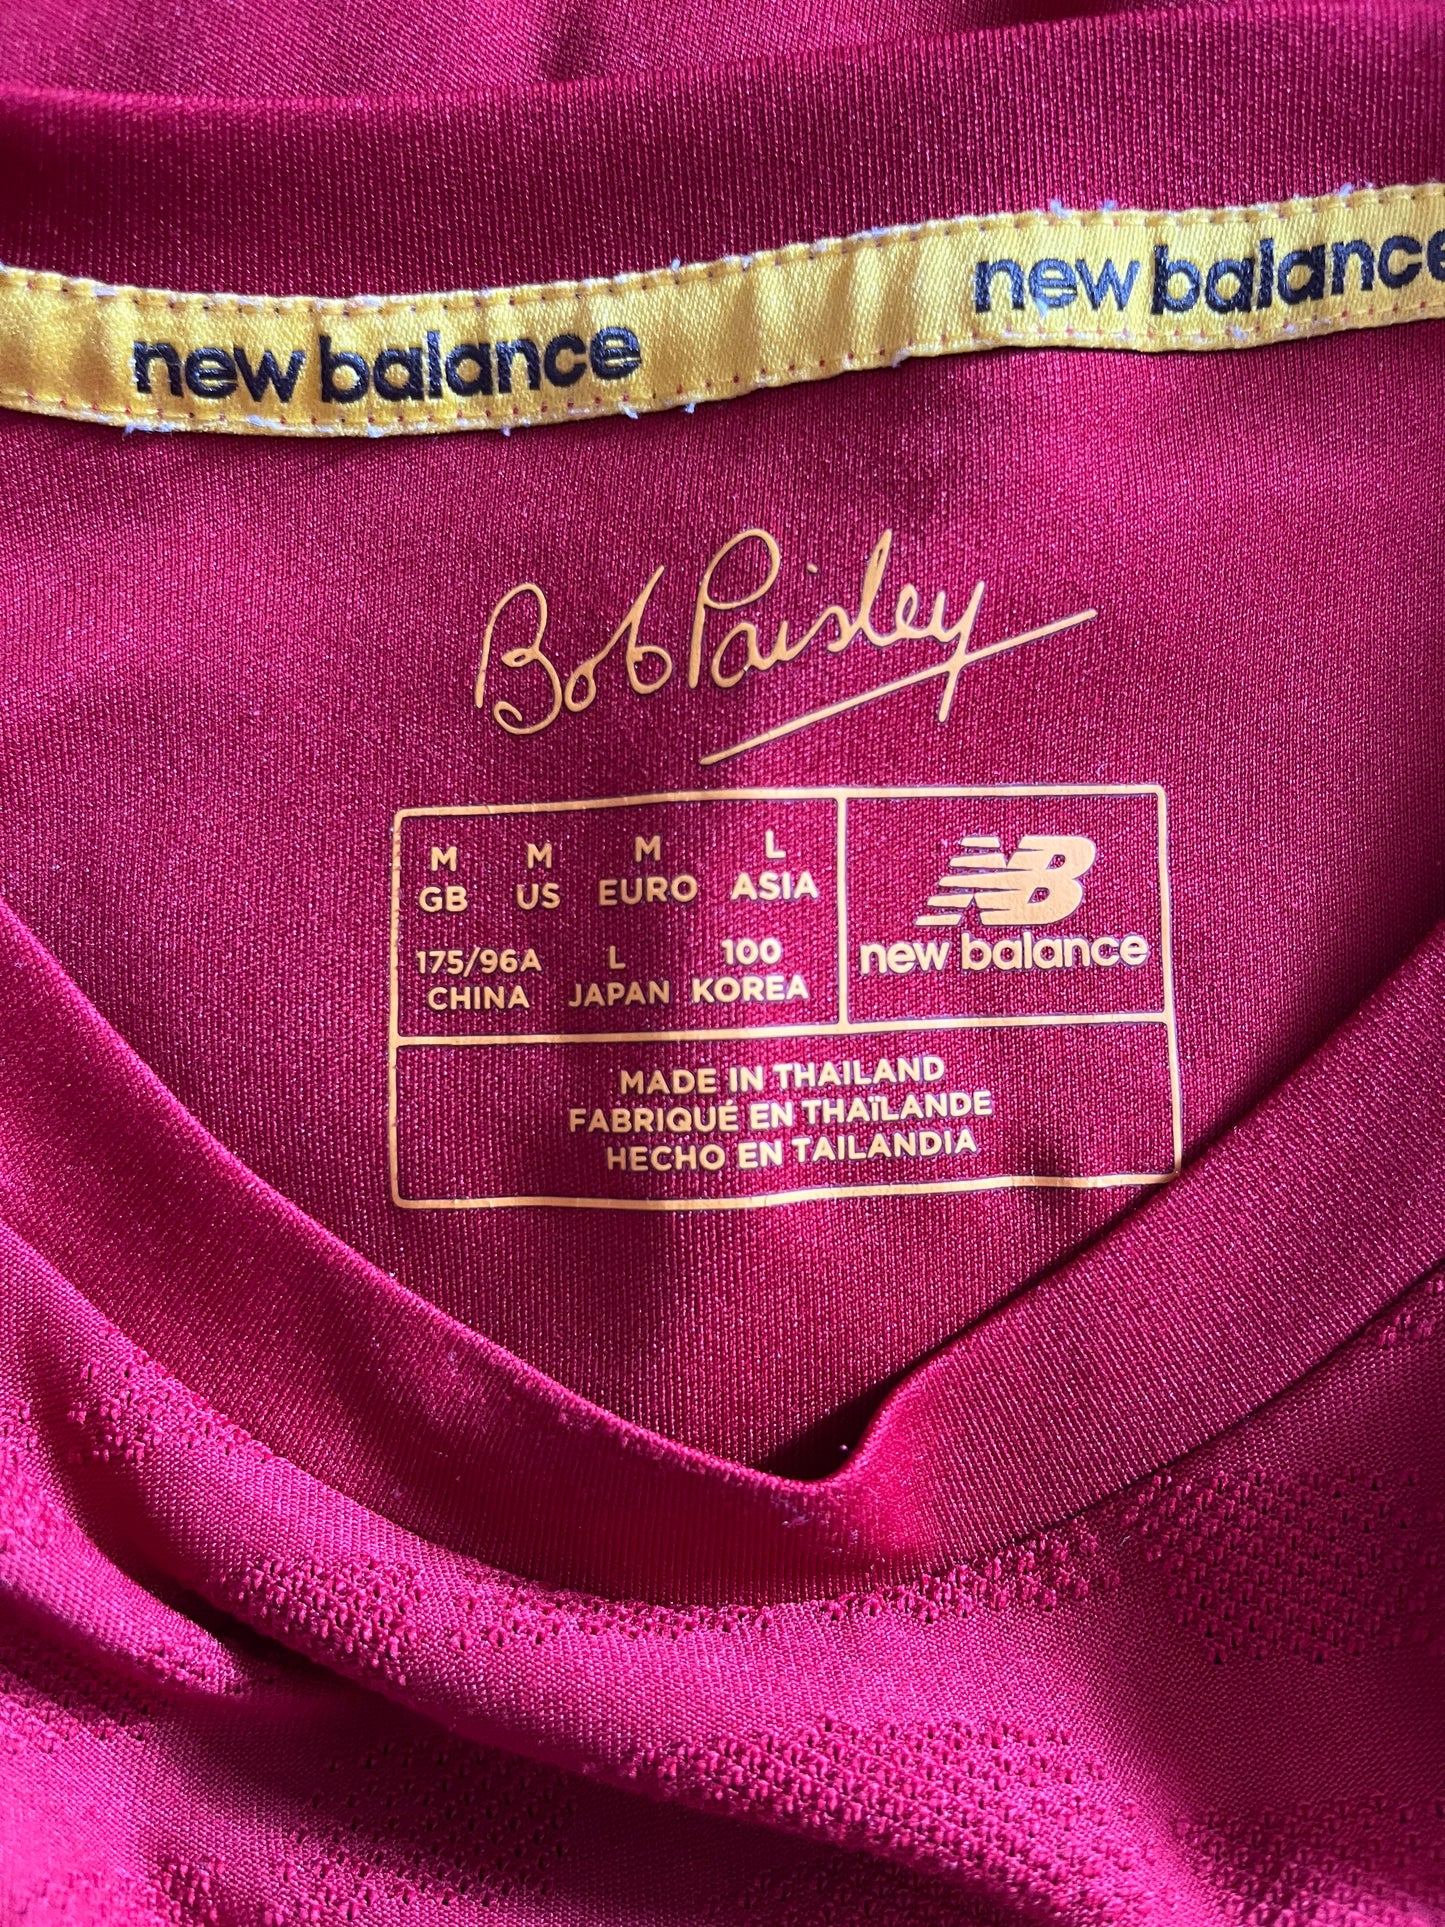 new balance
new balance
Bob Paisley
M M M L
GB US EURO ASIA
175/96A L 100
CHINA JAPAN KOREA
NB
new balance
MADE IN THAILAND
FABRIQUÉ EN THAÏLANDE
HECHO EN TAILANDIA